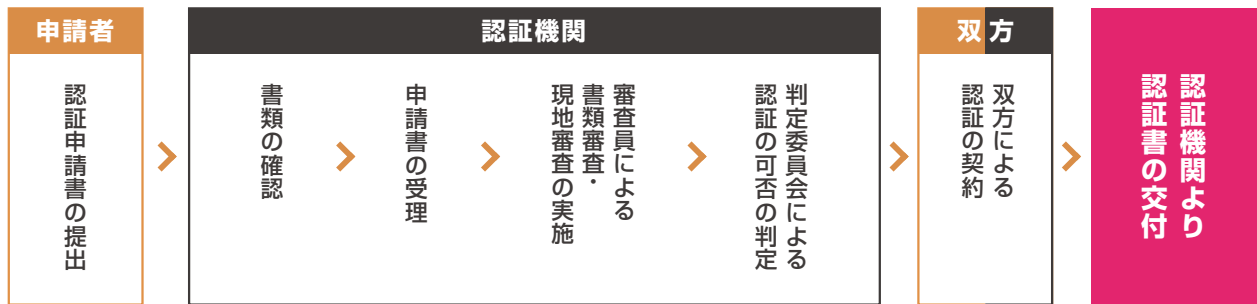 申請者
認証申請書の提出
認証機関
書類の確認
申請書の受理
審査員による
書類審査・
現地審査の実施
判定委員会による
認証の可否の判定
双方
双方による
認証の契約
認証機関より
認証書の交付